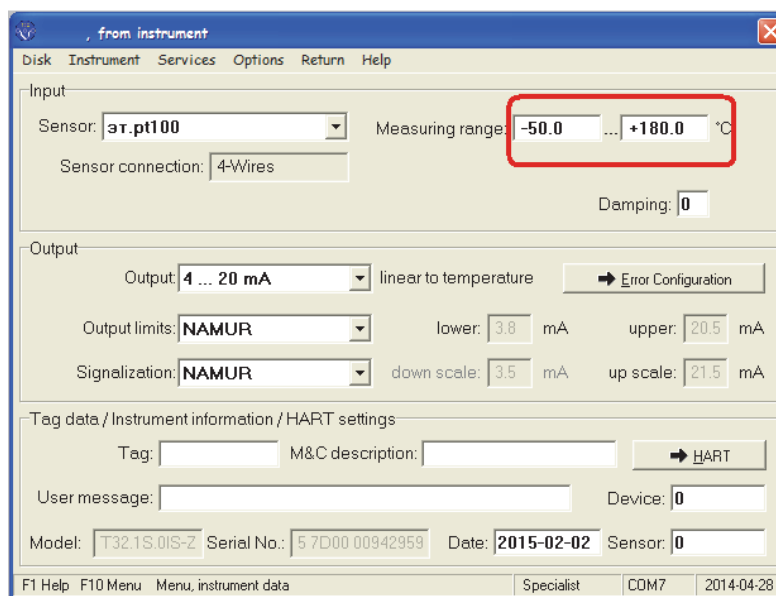 , from instrument
Disk Instrument Services Options Return Help
Input
Sensor: эт.pt100 Measuring range: -50.0 ... +180.0 °C
Sensor connection: 4-Wires
Damping: 0
Output
Output: 4 ... 20 mA linear to temperature Error Configuration
Output limits: NAMUR lower: 3.8 mA upper: 20.5 mA
Signalization: NAMUR down scale: 3.5 mA up scale: 21.5 mA
Tag data / Instrument information / HART settings
Tag: M&C description: HART
User message: Device: 0
Model: T32.1S.0IS-Z Serial No.: 5 7D00 00942959 Date: 2015-02-02 Sensor: 0
F1 Help F10 Menu Menu, instrument data Specialist COM7 2014-04-28